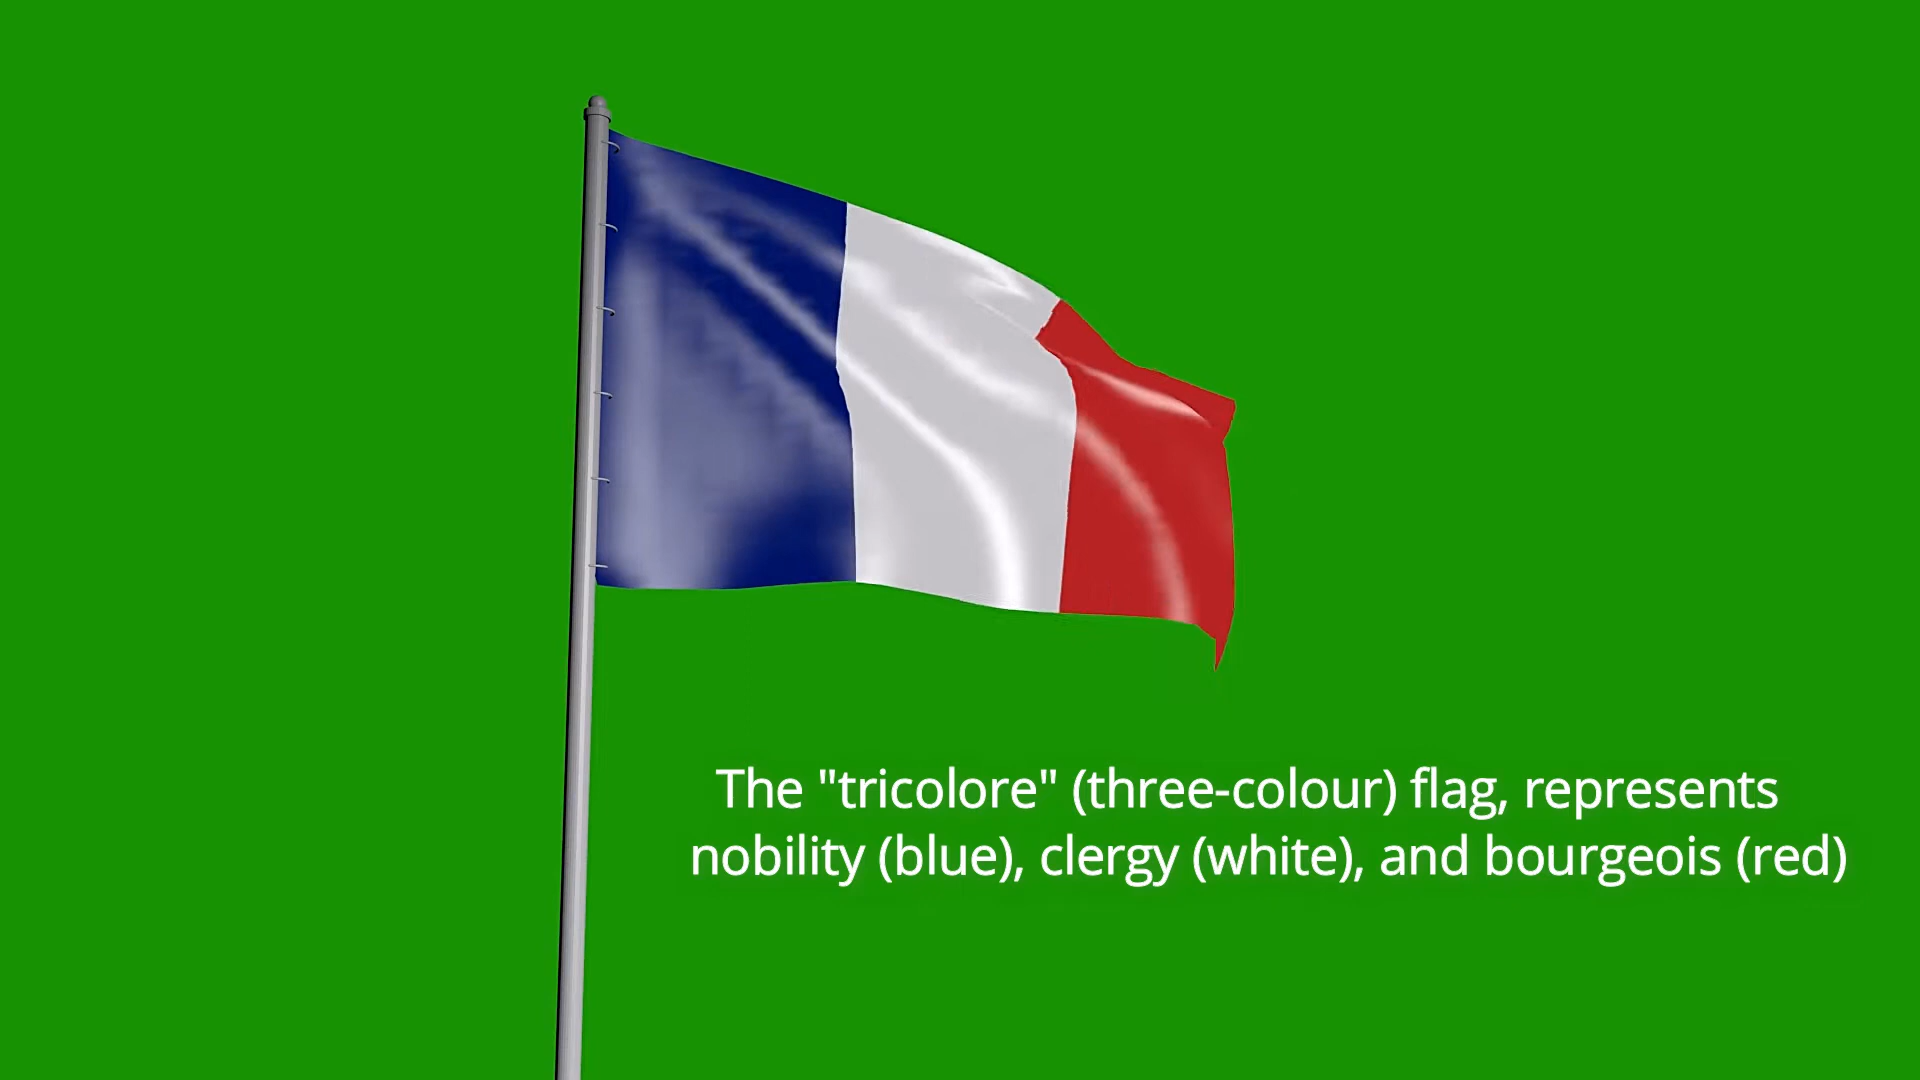 The "tricolore" (three-colour) flag, represents
nobility (blue), clergy (white), and bourgeois (red)